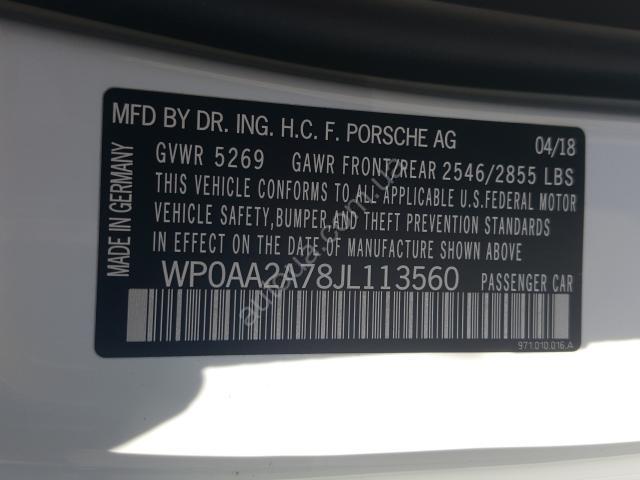 MFD BY DR. ING. H.C. F. PORSCHE AG 04/18
GVWR 5269 GAWR FRONT/REAR 2546/2855 LBS
THIS VEHICLE CONFORMS TO ALL APPLICABLE U.S.FEDERAL MOTOR
VEHICLE SAFETY,BUMPER,AND THEFT PREVENTION STANDARDS
IN EFFECT ON THE DATE OF MANUFACTURE SHOWN ABOVE
WP0AA2A78JL113560 PASSENGER CAR
971.010.016.A
MADE IN GERMANY